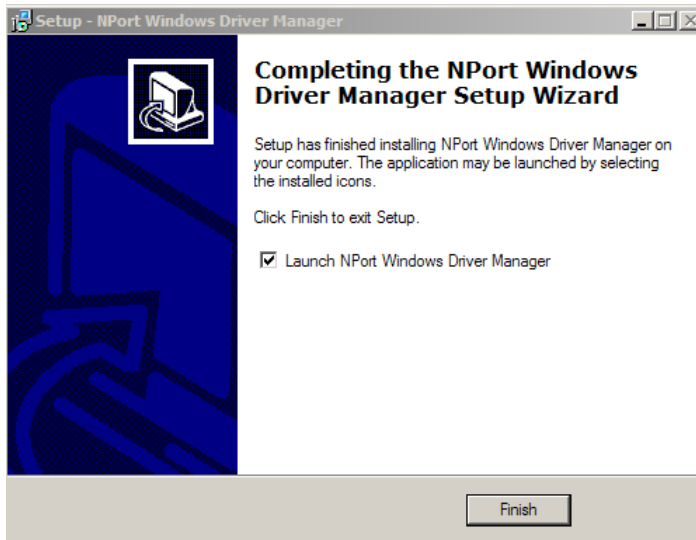 Setup - NPort Windows Driver Manager
Completing the NPort Windows
Driver Manager Setup Wizard
Setup has finished installing NPort Windows Driver Manager on
your computer. The application may be launched by selecting
the installed icons.
Click Finish to exit Setup.
Launch NPort Windows Driver Manager
Finish